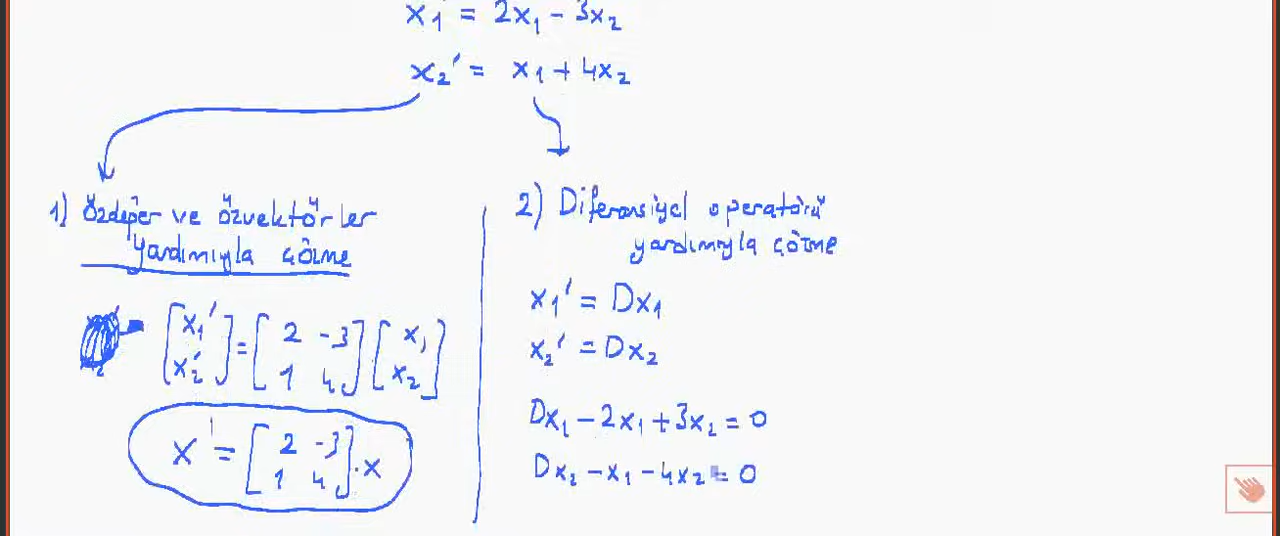 x₁' = 2x₁ - 3x₂
x₂' = x₁ + 4x₂
1) Özdeğer ve özvektörler
yardımıyla çözme
[x₁' x₂'] = [2 -3 1 4] [x₁ x₂]
x' = [2 -3 1 4] . x
2) Diferansiyel operatörü
yardımıyla çözme
x₁' = Dx₁
x₂' = Dx₂
Dx₁ - 2x₁ + 3x₂ = 0
Dx₂ - x₁ - 4x₂ = 0